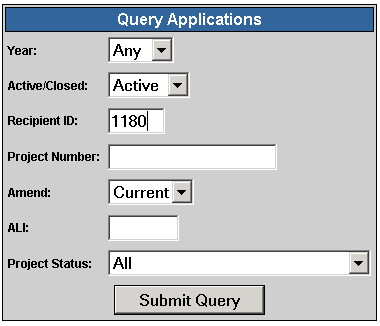 Query Applications
Year: Any
Active/Closed: Active
Recipient ID: 1180
Project Number:
Amend: Current
ALI:
Project Status: All
Submit Query